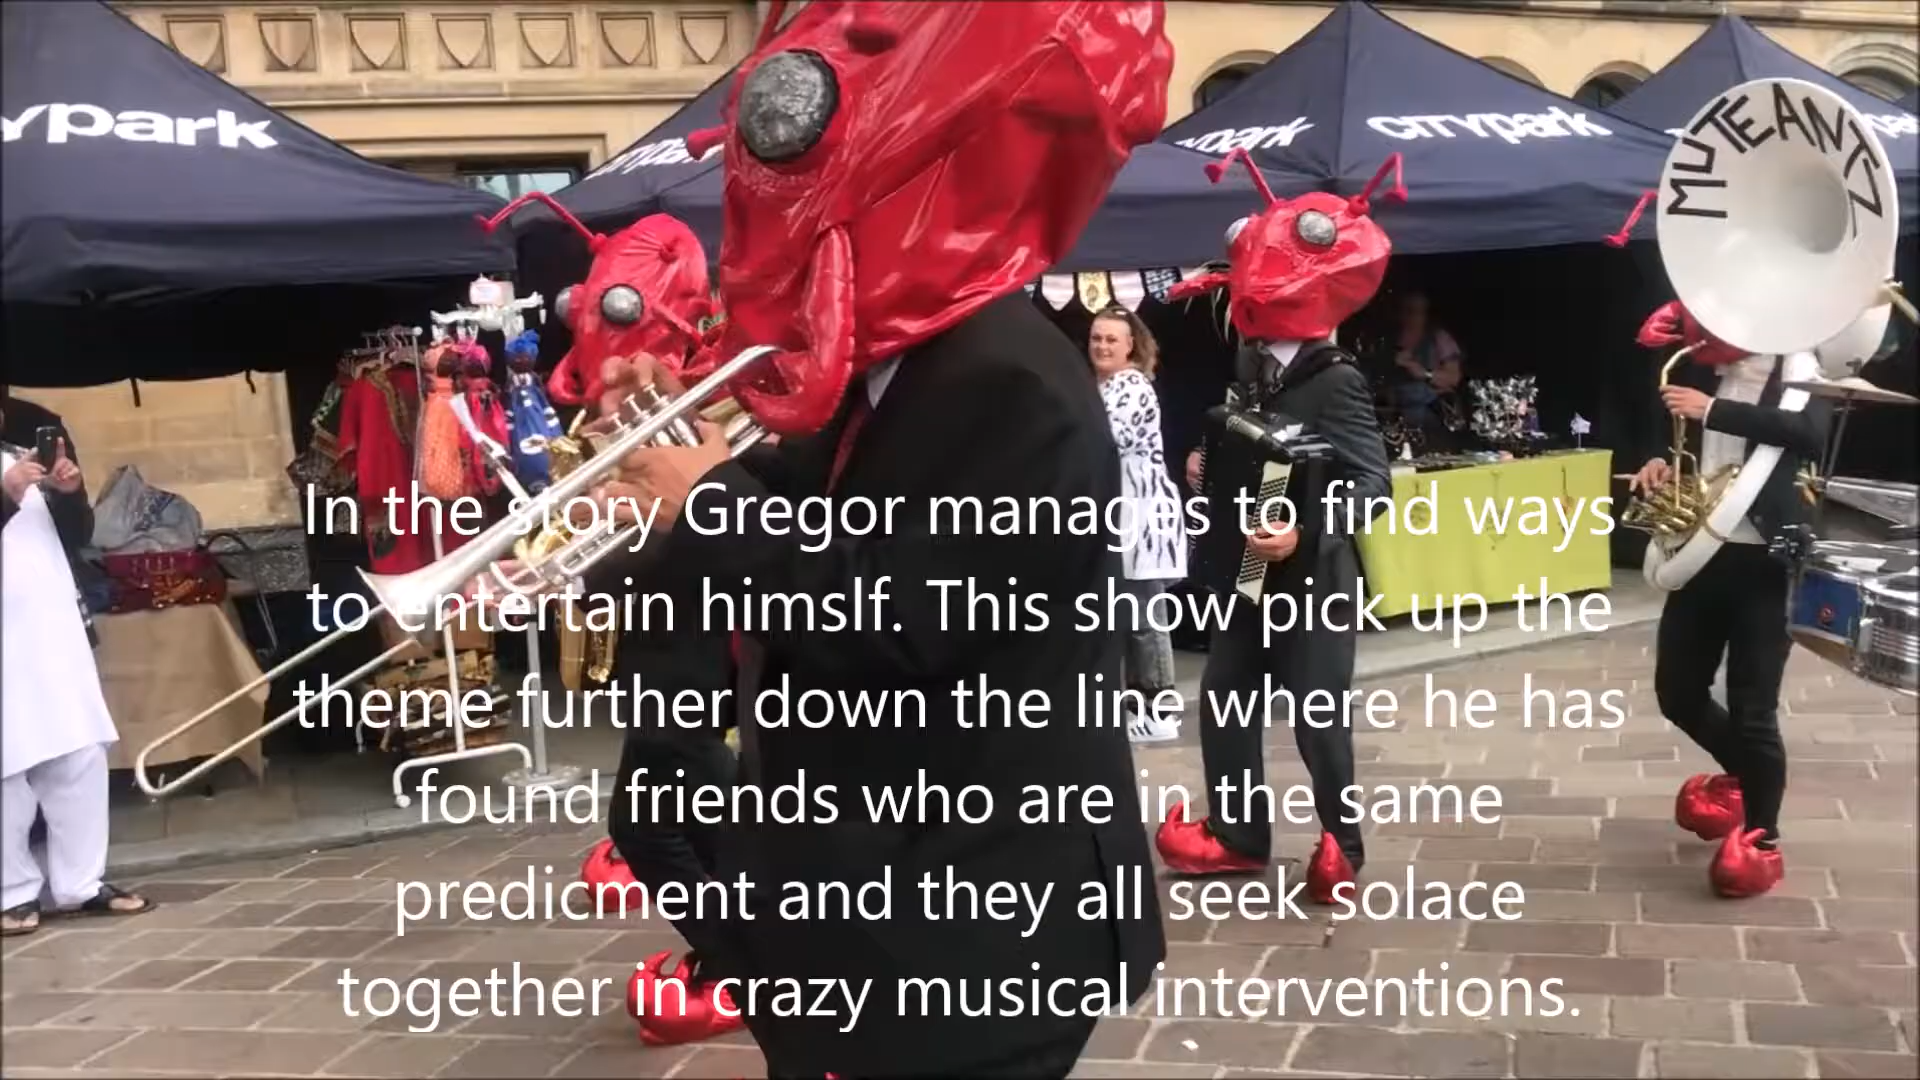 ypark
citypark
ypark
CITYpark
pa
MUTEANTZ
In the story Gregor manages to find ways
to entertain himslf. This show pick up the
theme further down the line where he has
found friends who are in the same
predicment and they all seek solace
together in crazy musical interventions.